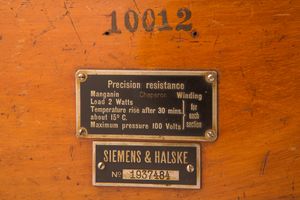 10012
Precision resistance
Manganin Chaperon Winding
Load 2 Watts
Temperature rise after 30 mins. for
about 15° C. each
Maximum pressure 100 Volts section
SIEMENS & HALSKE
No 1937484